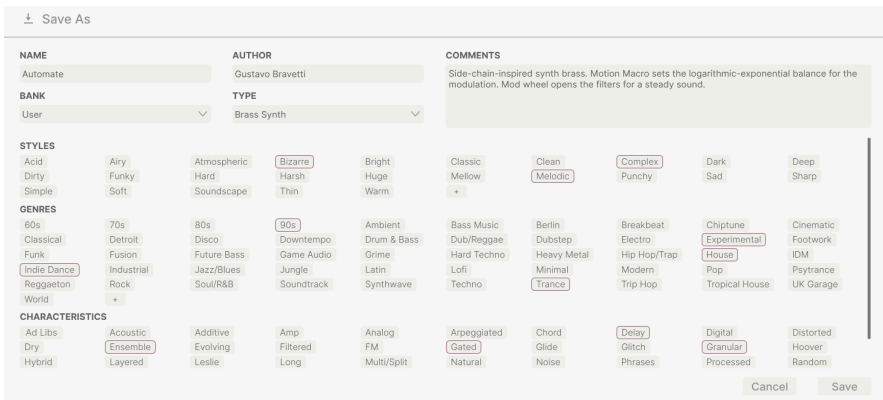 Save As
NAME AUTHOR COMMENTS
Automate Gustavo Bravetti Side-chain-inspired synth brass. Motion Macro sets the logarithmic-exponential balance for the
modulation. Mod wheel opens the filters for a steady sound.
BANK TYPE
User Brass Synth
STYLES
Acid Airy Atmospheric Bizarre Bright Classic Clean Complex Dark Deep
Dirty Funky Hard Harsh Huge Mellow Melodic Punchy Sad Sharp
Simple Soft Soundscape Thin Warm +
GENRES
60s 70s 80s 90s Ambient Bass Music Berlin Breakbeat Chiptune Cinematic
Classical Detroit Disco Downtempo Drum & Bass Dub/Reggae Dubstep Electro Experimental Footwork
Funk Fusion Future Bass Game Audio Grime Hard Techno Heavy Metal Hip Hop/Trap House IDM
Indie Dance Industrial Jazz/Blues Jungle Latin Lofi Minimal Modern Pop Psytrance
Reggaeton Rock Soul/R&B Soundtrack Synthwave Techno Trance Trip Hop Tropical House UK Garage
World +
CHARACTERISTICS
Ad Libs Acoustic Additive Amp Analog Arpeggiated Chord Delay Digital Distorted
Dry Ensemble Evolving Filtered FM Gated Glide Glitch Granular Hoover
Hybrid Layered Leslie Long Multi/Split Natural Noise Phrases Processed Random
Cancel Save